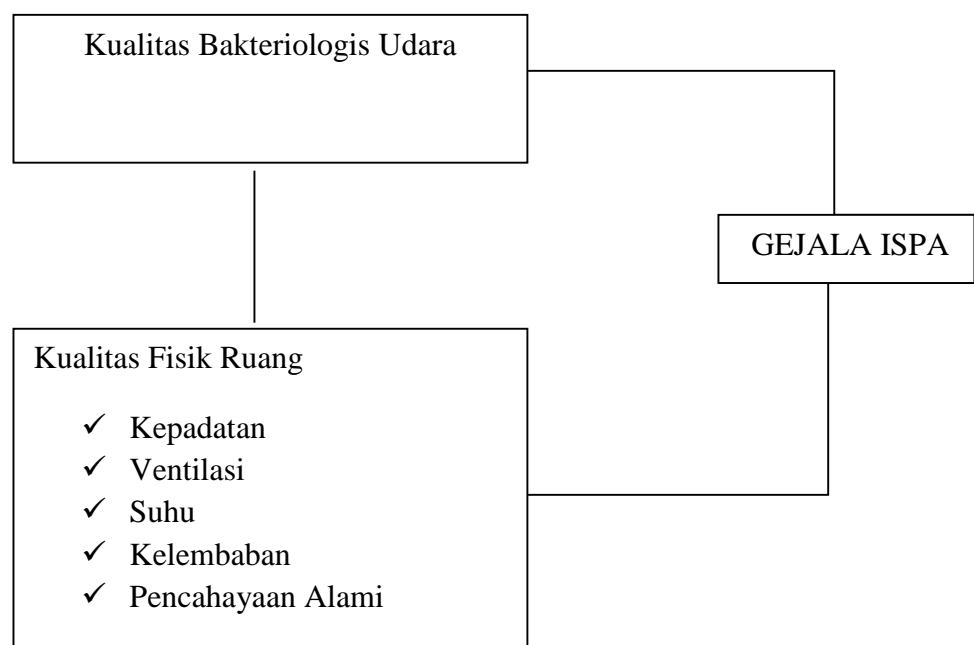 Kualitas Bakteriologis Udara
GEJALA ISPA
Kualitas Fisik Ruang
✓ Kepadatan
✓ Ventilasi
✓ Suhu
✓ Kelembaban
✓ Pencahayaan Alami